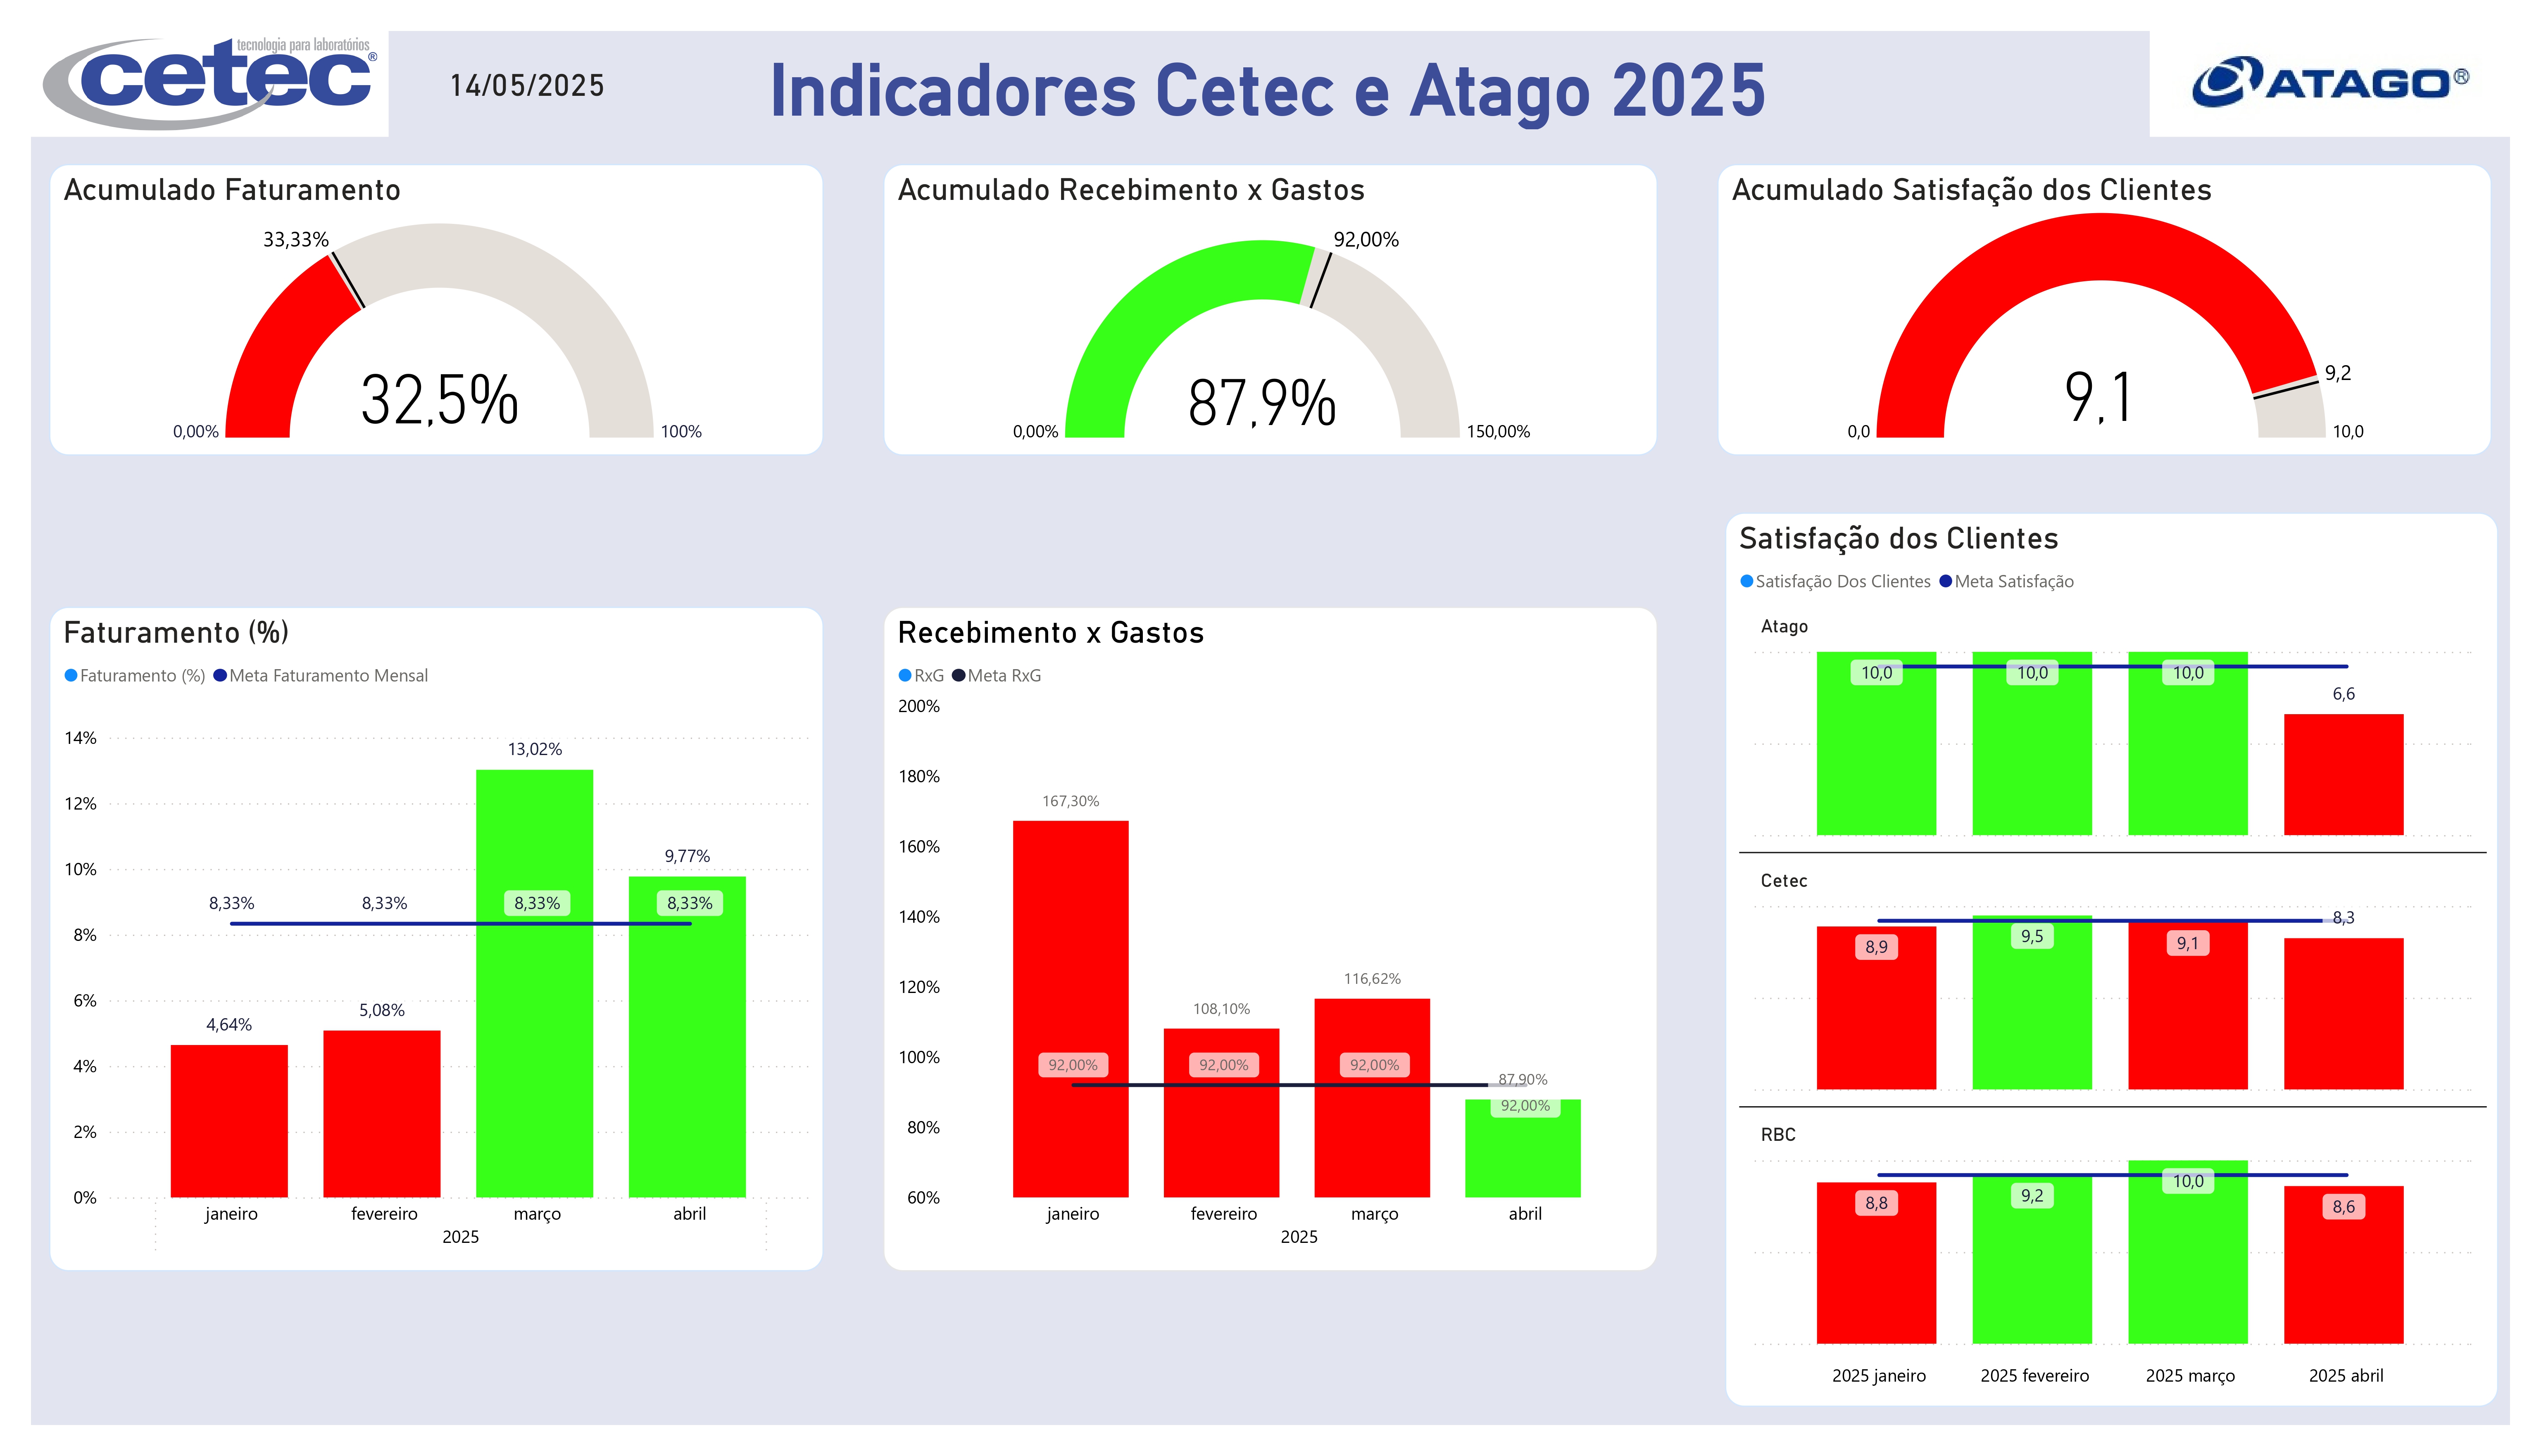 tecnologia para laboratórios
cetec®
14/05/2025
Indicadores Cetec e Atago 2025
ATAGO®
Acumulado Faturamento
33,33%
32,5%
0,00%
100%
Acumulado Recebimento x Gastos
92,00%
87,9%
0,00%
150,00%
Acumulado Satisfação dos Clientes
9,2
9,1
0,0
10,0
Faturamento (%)
Faturamento (%) Meta Faturamento Mensal
14%
12%
10%
8%
6%
4%
2%
0%
13,02%
9,77%
8,33% 8,33% 8,33% 8,33%
5,08%
4,64%
janeiro fevereiro março abril
2025
Recebimento x Gastos
RxG Meta RxG
200%
180%
160%
140%
120%
100%
80%
60%
167,30%
116,62%
108,10%
92,00% 92,00% 92,00%
87,90%
92,00%
janeiro fevereiro março abril
2025
Satisfação dos Clientes
Satisfação Dos Clientes Meta Satisfação
Atago
10,0 10,0 10,0 6,6
Cetec
8,9 9,5 9,1 8,3
RBC
8,8 9,2 10,0 8,6
2025 janeiro 2025 fevereiro 2025 março 2025 abril